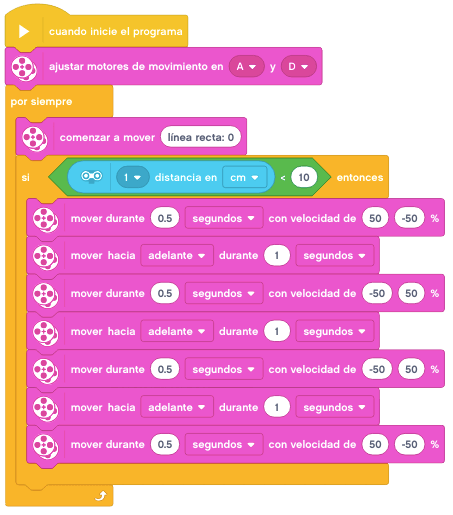 cuando inicie el programa
ajustar motores de movimiento en A y D
por siempre
comenzar a mover línea recta: 0
si 1 distancia en cm < 10 entonces
mover durante 0.5 segundos con velocidad de 50 -50 %
mover hacia adelante durante 1 segundos
mover durante 0.5 segundos con velocidad de -50 50 %
mover hacia adelante durante 1 segundos
mover durante 0.5 segundos con velocidad de -50 50 %
mover hacia adelante durante 1 segundos
mover durante 0.5 segundos con velocidad de 50 -50 %